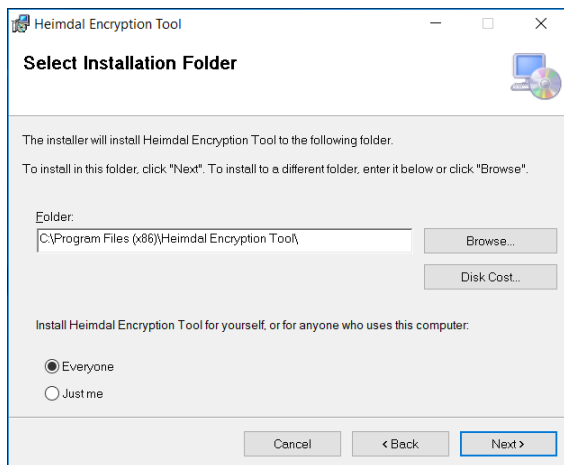 Heimdal Encryption Tool
Select Installation Folder
The installer will install Heimdal Encryption Tool to the following folder.
To install in this folder, click "Next". To install to a different folder, enter it below or click "Browse".
Folder:
C:\Program Files (x86)\Heimdal Encryption Tool\
Browse...
Disk Cost...
Install Heimdal Encryption Tool for yourself, or for anyone who uses this computer:
Everyone
Just me
Cancel
< Back
Next >